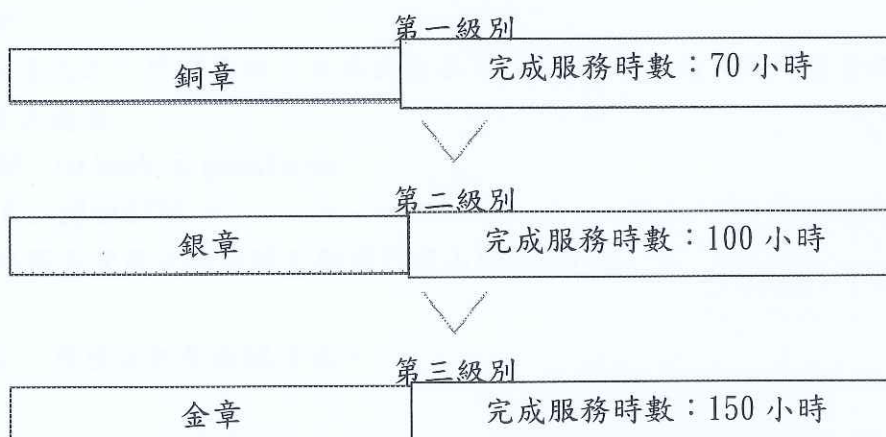 第一級別
銅章 完成服務時數：70 小時
第二級別
銀章 完成服務時數：100 小時
第三級別
金章 完成服務時數：150 小時